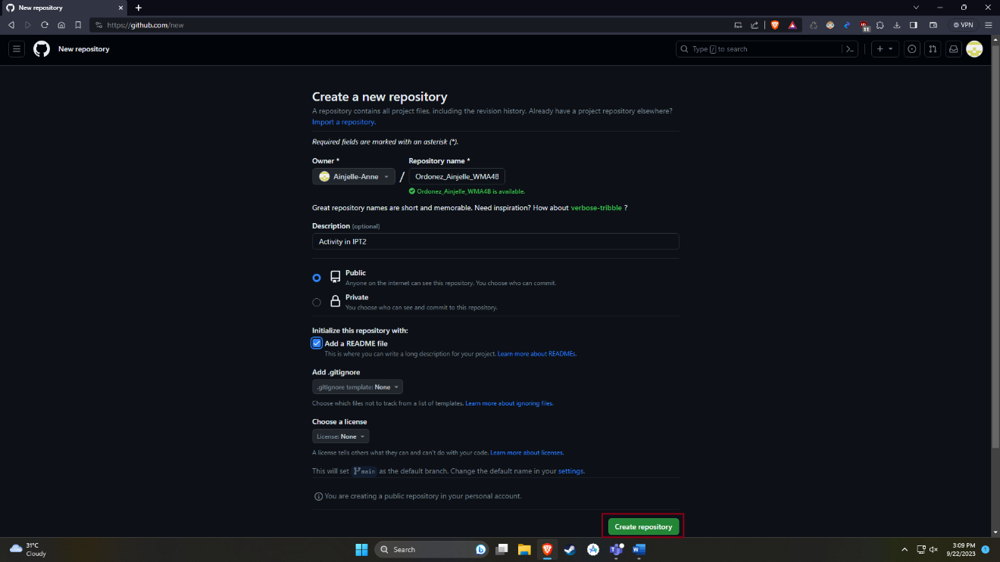 New repository
https://github.com/new
11
VPN
New repository
Type / to search
Create a new repository
A repository contains all project files, including the revision history. Already have a project repository elsewhere?
Import a repository.
Required fields are marked with an asterisk (*).
Owner *
Repository name *
Ainjelle-Anne
/
Ordonez_Ainjelle_WMA4B
Ordonez_Ainjelle_WMA4B is available.
Great repository names are short and memorable. Need inspiration? How about verbose-tribble ?
Description (optional)
Activity in IPT2
Public
Anyone on the internet can see this repository. You choose who can commit.
Private
You choose who can see and commit to this repository.
Initialize this repository with:
Add a README file
This is where you can write a long description for your project. Learn more about READMEs.
Add .gitignore
.gitignore template: None
Choose which files not to track from a list of templates. Learn more about ignoring files.
Choose a license
License: None
A license tells others what they can and can't do with your code. Learn more about licenses.
This will set main as the default branch. Change the default name in your settings.
You are creating a public repository in your personal account.
Create repository
31°C
Cloudy
Search
3:09 PM
9/22/2023
1